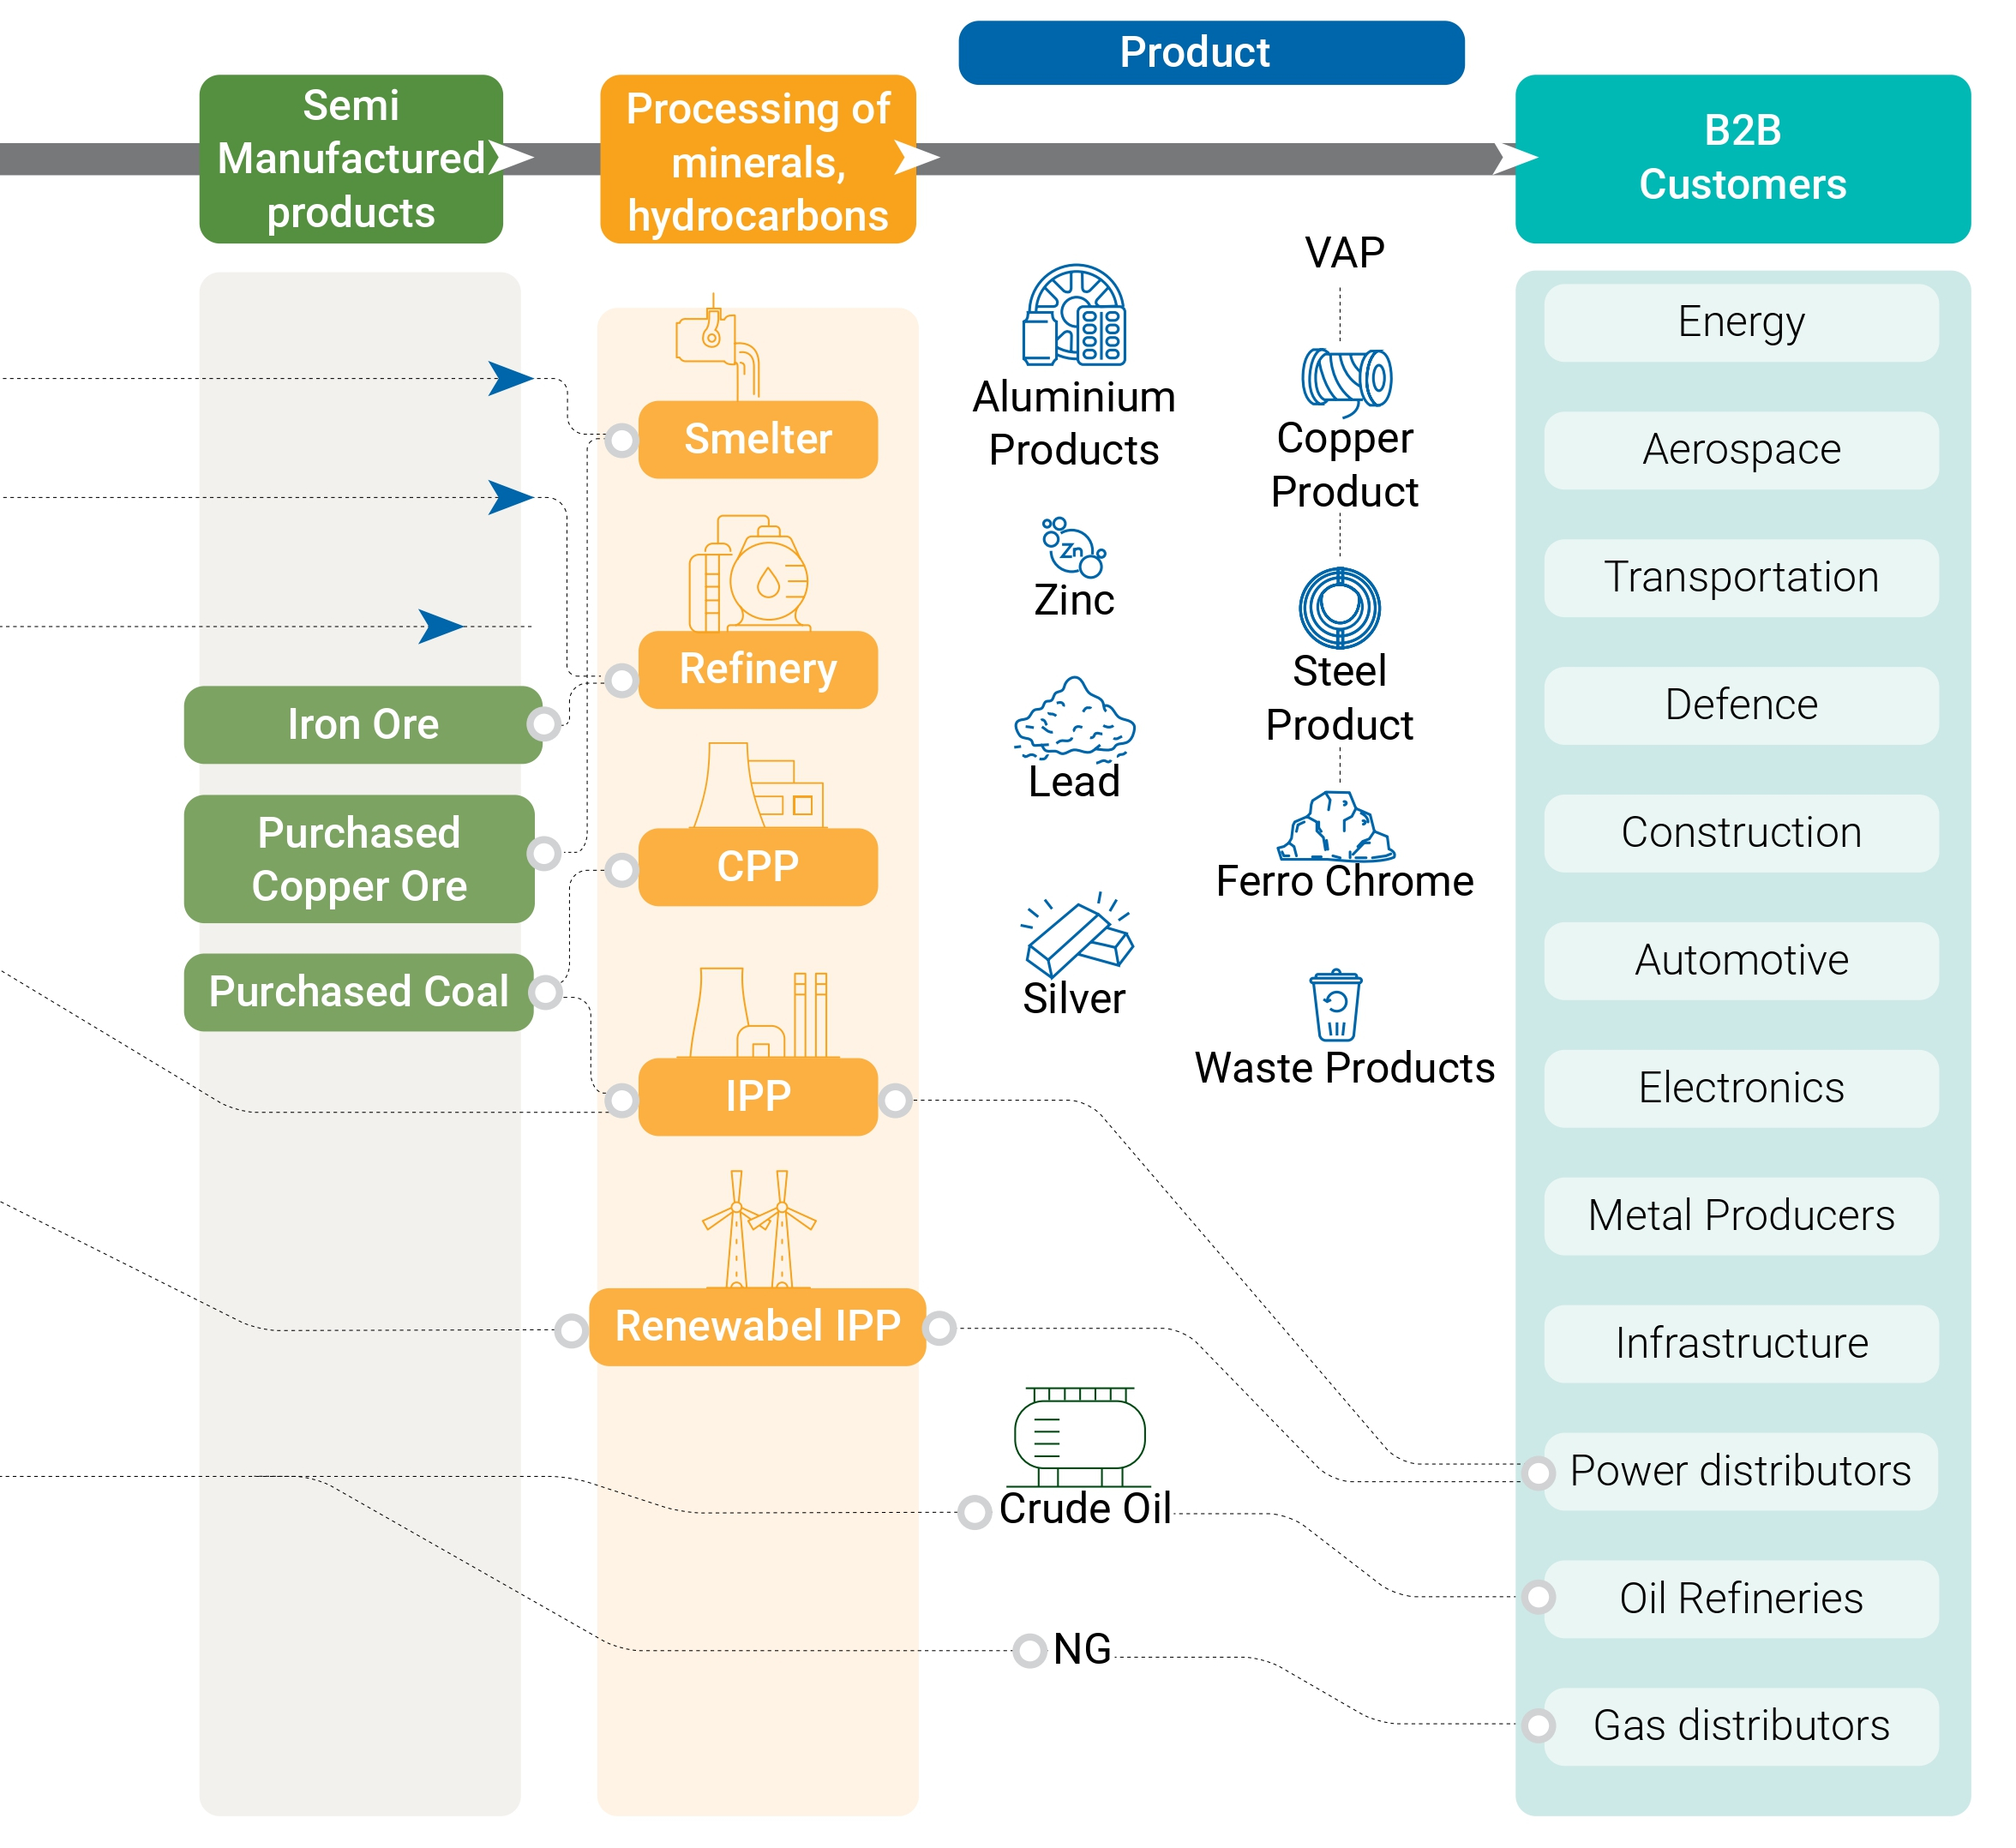 Product
Semi
Manufactured
products
Processing of
minerals,
hydrocarbons
B2B
Customers
Iron Ore
Purchased
Copper Ore
Purchased Coal
Smelter
Refinery
CPP
IPP
Renewabel IPP
Aluminium
Products
Zn
Zinc
Lead
Silver
VAP
Copper
Product
Steel
Product
Ferro Chrome
Waste Products
Crude Oil
NG
Energy
Aerospace
Transportation
Defence
Construction
Automotive
Electronics
Metal Producers
Infrastructure
Power distributors
Oil Refineries
Gas distributors